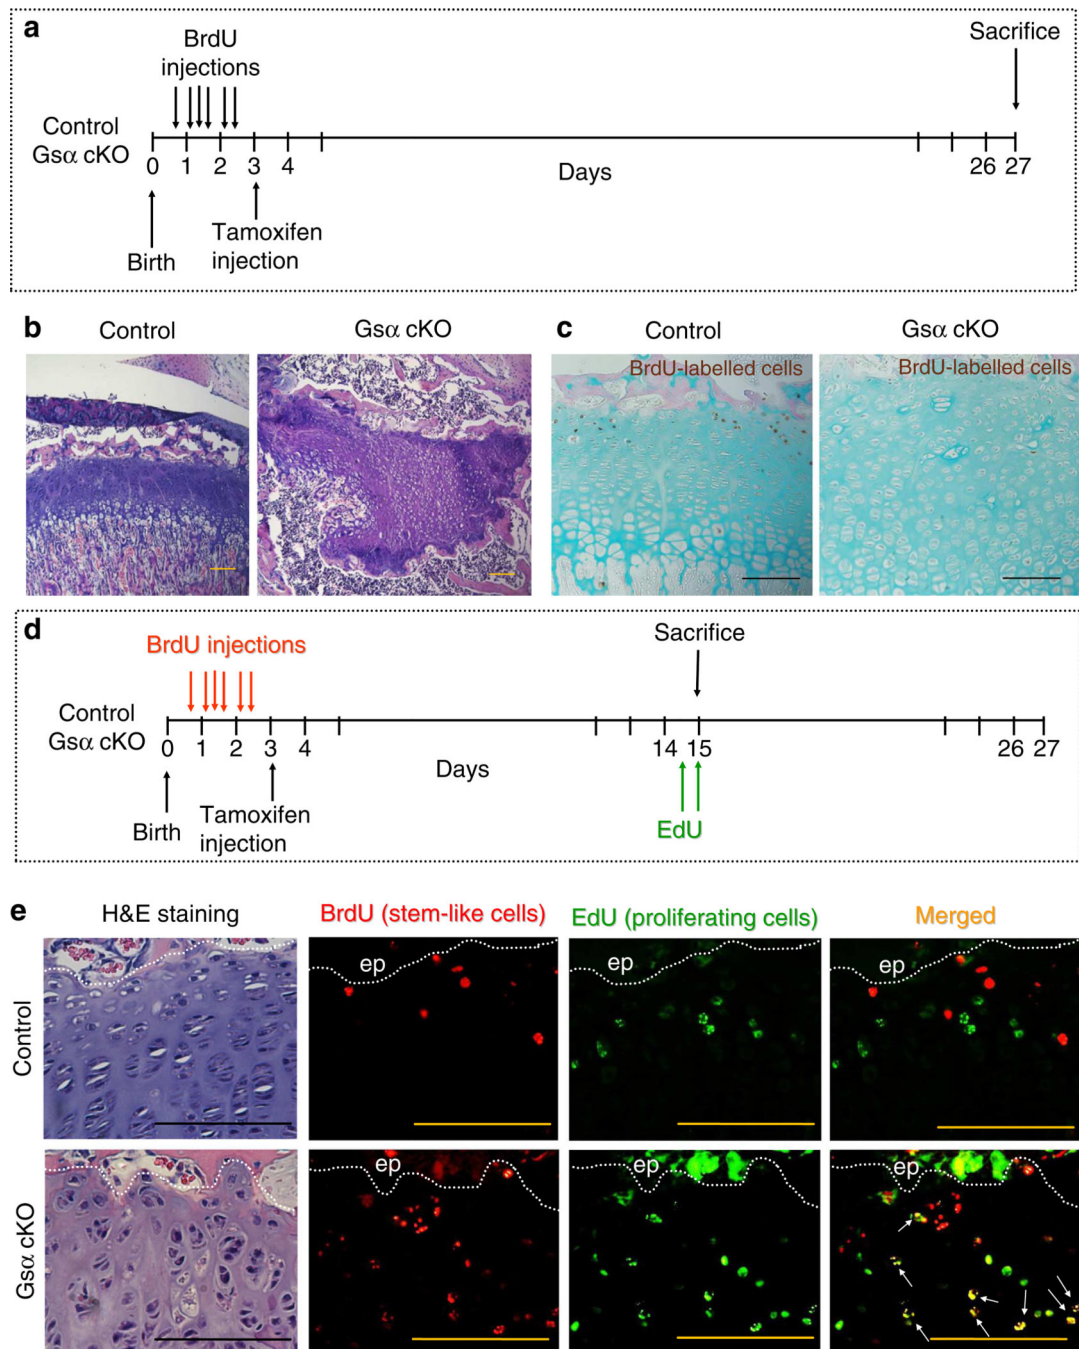 a
BrdU
injections
Sacrifice
Control
Gsα cKO
0 1 2 3 4 26 27
Days
Tamoxifen
injection
Birth
b
Control
Gsα cKO
c
Control
Gsα cKO
BrdU-labelled cells
BrdU-labelled cells
d
BrdU injections
Sacrifice
Control
Gsα cKO
0 1 2 3 4 14 15 26 27
Days
Tamoxifen
injection
Birth
EdU
e
H&E staining
BrdU (stem-like cells)
EdU (proliferating cells)
Merged
Control
ep
ep
ep
Gsα cKO
ep
ep
ep